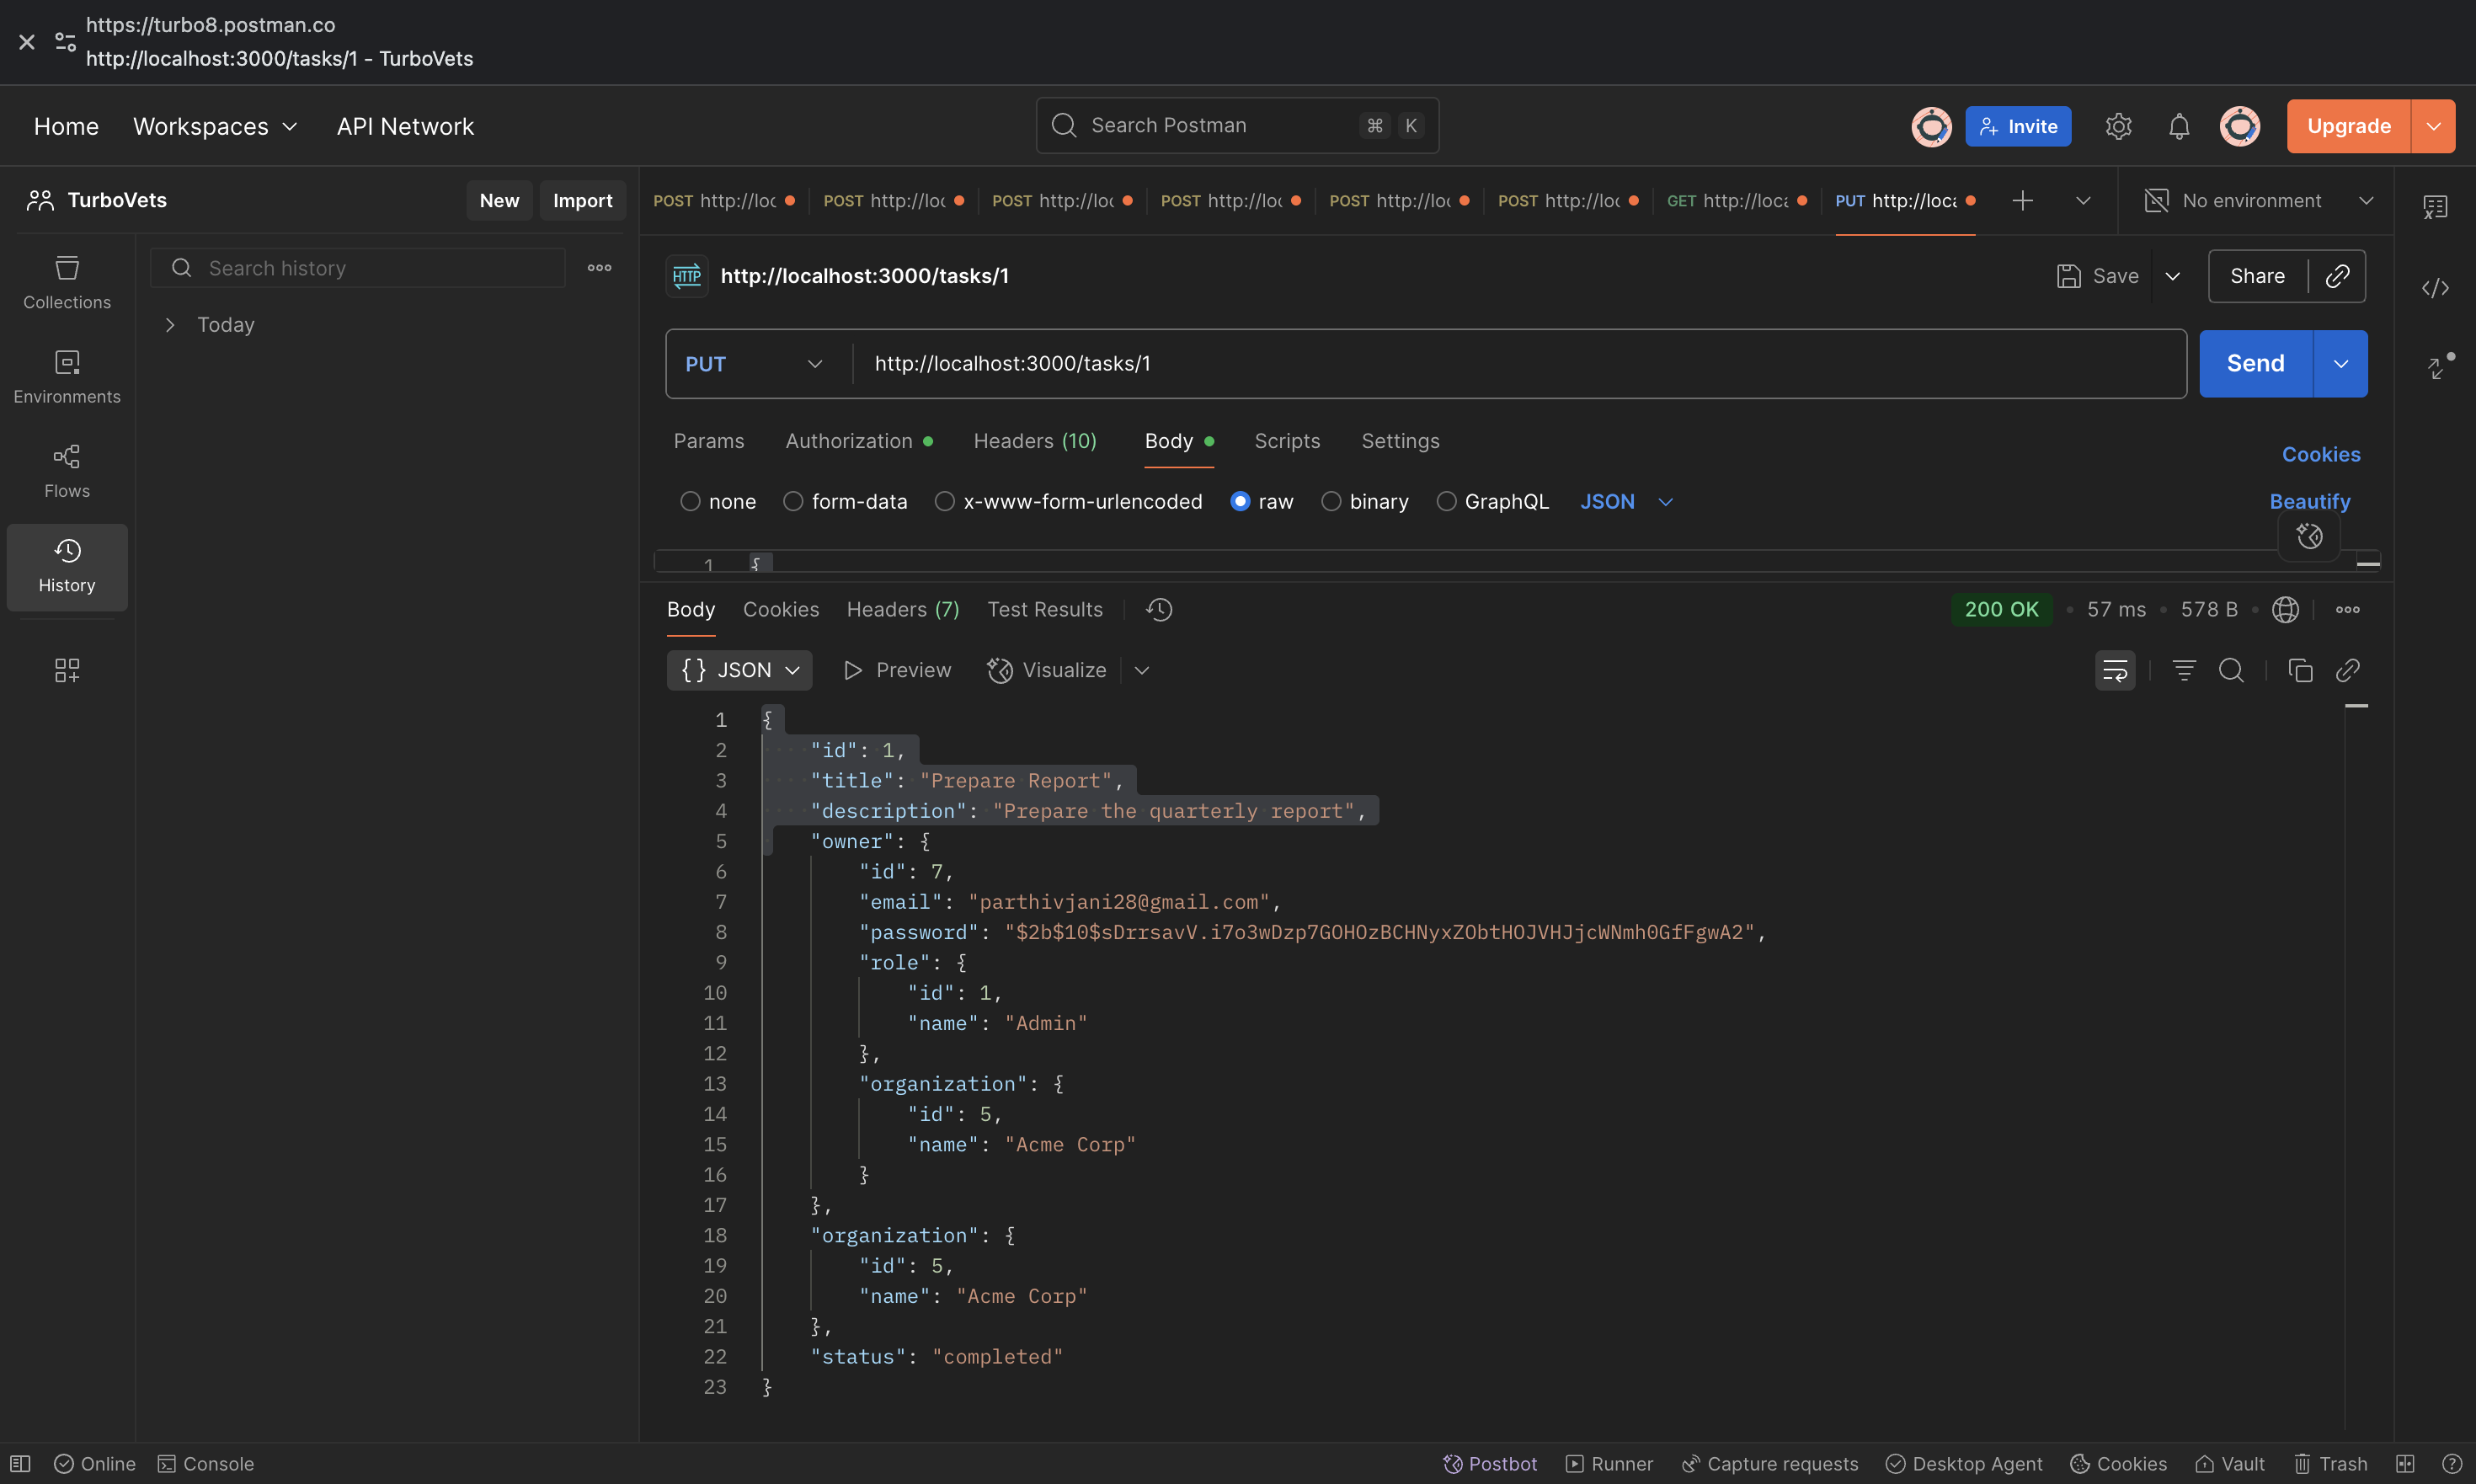 https://turbo8.postman.co
http://localhost:3000/tasks/1 - TurboVets
Home Workspaces API Network
Search Postman ⌘ K
Invite Upgrade
TurboVets New Import
POST http://loc POST http://loc POST http://loc POST http://loc POST http://loc POST http://loc GET http://loca PUT http://loca No environment
Collections
Environments
Flows
History
Search history
Today
HTTP http://localhost:3000/tasks/1 Save Share
PUT http://localhost:3000/tasks/1 Send
Params Authorization Headers (10) Body Scripts Settings Cookies
none form-data x-www-form-urlencoded raw binary GraphQL JSON Beautify
1 {
Body Cookies Headers (7) Test Results 200 OK 57 ms 578 B
{} JSON Preview Visualize
1 {
2 "id": 1,
3 "title": "Prepare Report",
4 "description": "Prepare the quarterly report",
5 "owner": {
6 "id": 7,
7 "email": "parthivjani28@gmail.com",
8 "password": "$2b$10$sDrrsavV.i7o3wDzp7GOHOzBCHNyxZObtHOJVHJjcWNmh0GfFgwA2",
9 "role": {
10 "id": 1,
11 "name": "Admin"
12 },
13 "organization": {
14 "id": 5,
15 "name": "Acme Corp"
16 }
17 },
18 "organization": {
19 "id": 5,
20 "name": "Acme Corp"
21 },
22 "status": "completed"
23 }
Online Console Postbot Runner Capture requests Desktop Agent Cookies Vault Trash